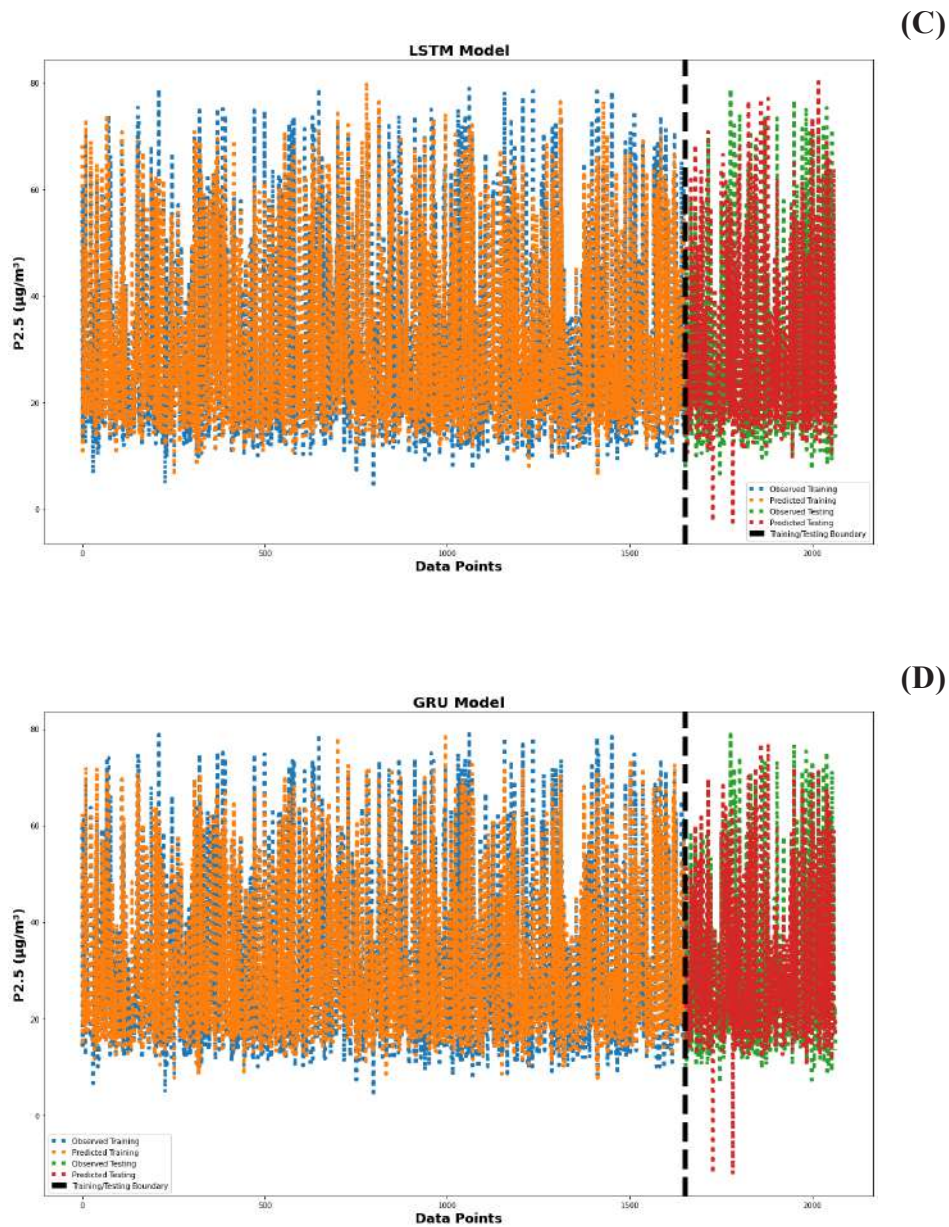 (C)
LSTM Model
80
60
40
20
0
P2.5 (µg/m³)
Observed Training
Predicted Training
Observed Testing
Predicted Testing
Training/Testing Boundary
0 500 1000 1500 2000
Data Points
(D)
GRU Model
80
60
40
20
0
P2.5 (µg/m³)
Observed Training
Predicted Training
Observed Testing
Predicted Testing
Training/Testing Boundary
0 500 1000 1500 2000
Data Points